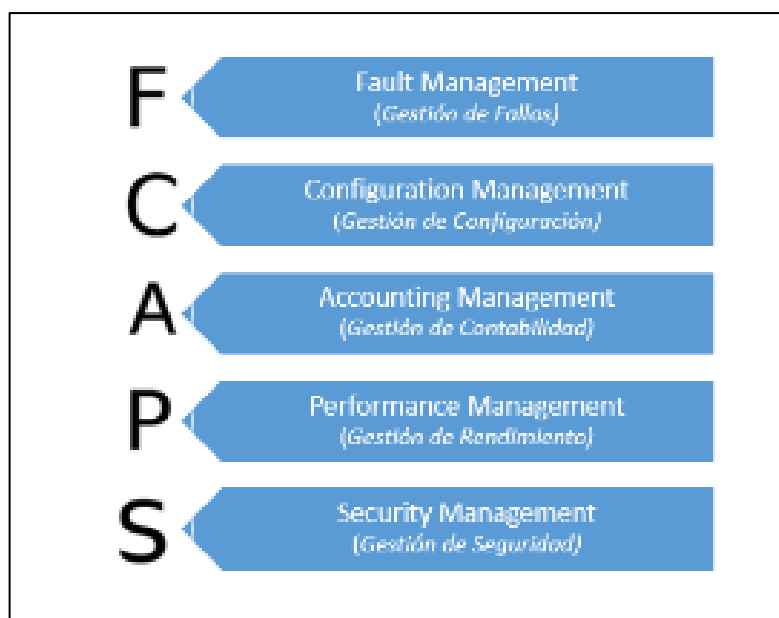 F
Fault Management
(Gestión de Fallos)
C
Configuration Management
(Gestión de Configuración)
A
Accounting Management
(Gestión de Contabilidad)
P
Performance Management
(Gestión de Rendimiento)
S
Security Management
(Gestión de Seguridad)